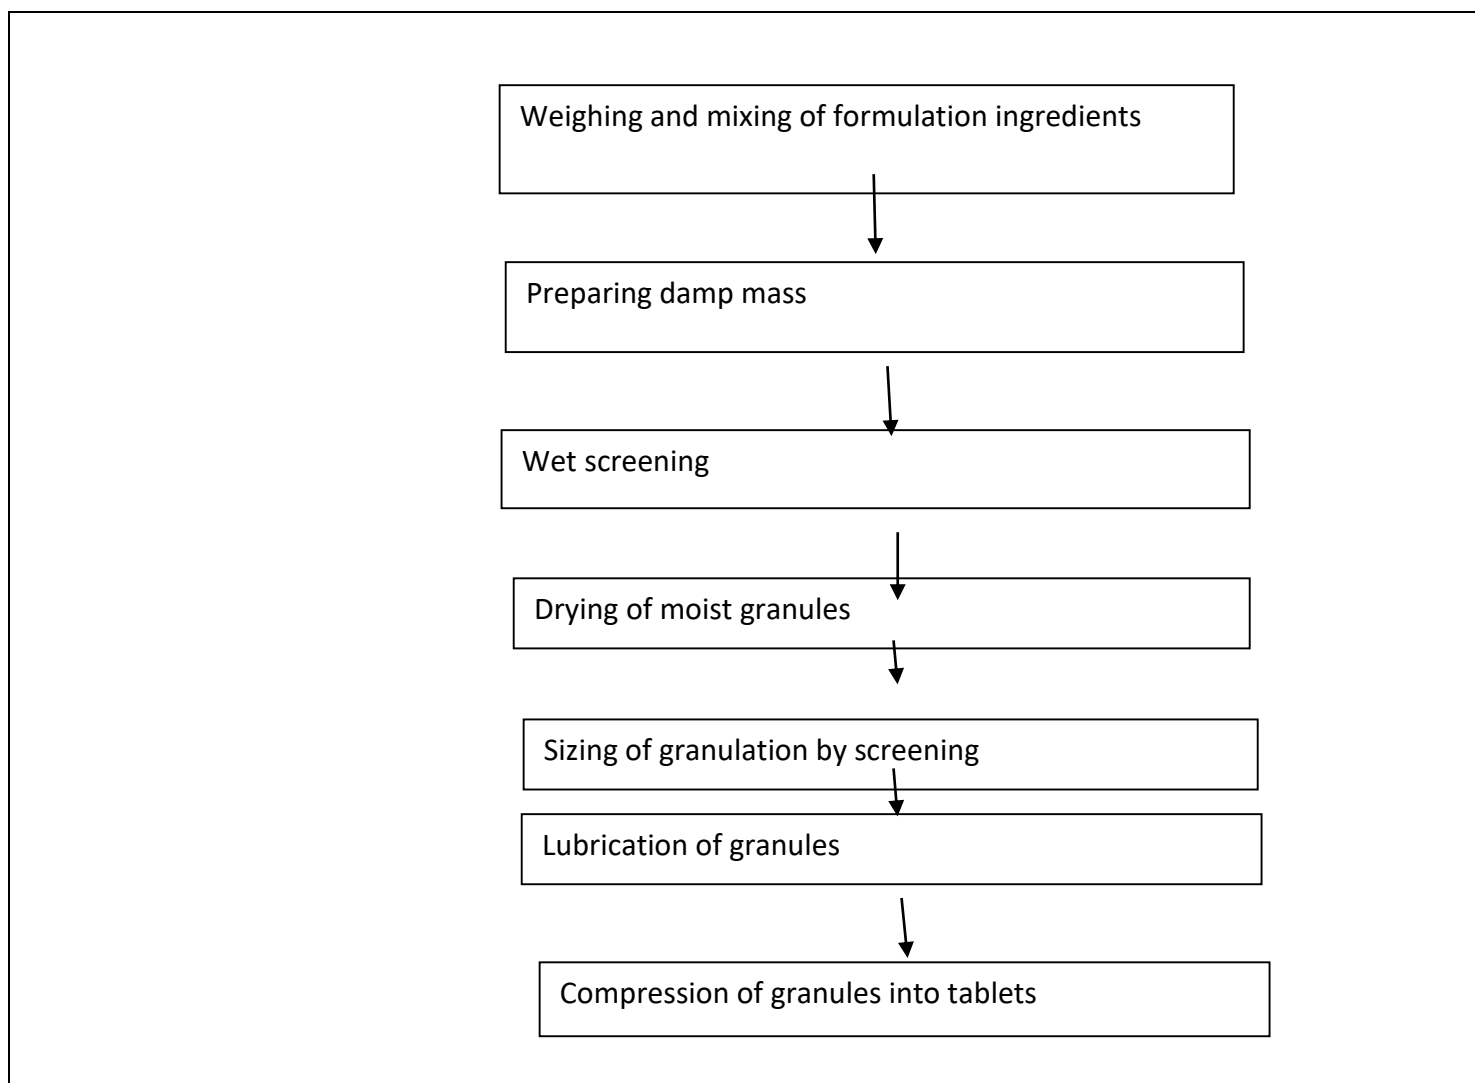 Weighing and mixing of formulation ingredients
Preparing damp mass
Wet screening
Drying of moist granules
Sizing of granulation by screening
Lubrication of granules
Compression of granules into tablets